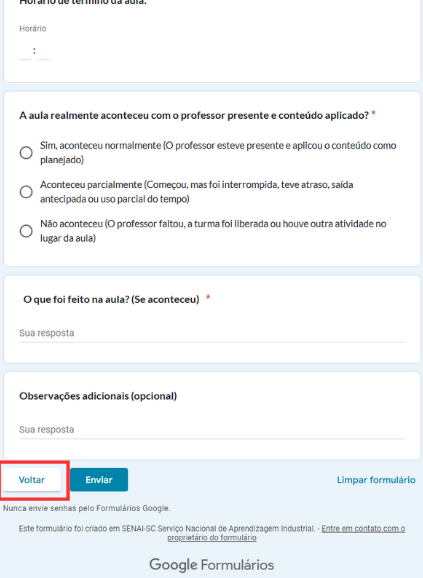 Horário de término da aula.
Horário
:
A aula realmente aconteceu com o professor presente e conteúdo aplicado? *
Sim, aconteceu normalmente (O professor esteve presente e aplicou o conteúdo como
planejado)
Aconteceu parcialmente (Começou, mas foi interrompida, teve atraso, saída
antecipada ou uso parcial do tempo)
Não aconteceu (O professor faltou, a turma foi liberada ou houve outra atividade no
lugar da aula)
O que foi feito na aula? (Se aconteceu) *
Sua resposta
Observações adicionais (opcional)
Sua resposta
Voltar Enviar Limpar formulário
Nunca envie senhas pelo Formulários Google.
Este formulário foi criado em SENAI-SC Serviço Nacional de Aprendizagem Industrial. - Entre em contato com o
proprietário do formulário
Google Formulários